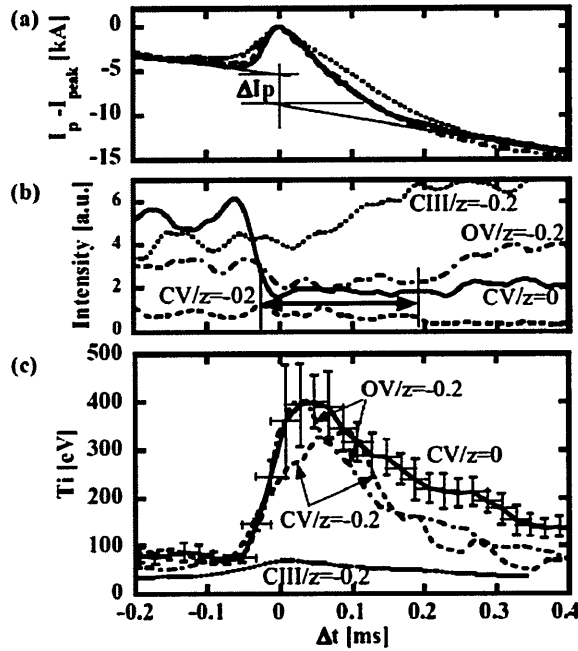 (a)
I_p -I_peak [kA]
0
-5
-10
-15
ΔIp
(b)
Intensity [a.u.]
6
4
2
0
CIII/z=-0.2
OV/z=-0.2
CV/z=-02
CV/z=0
(c)
Ti [eV]
500
400
300
200
100
0
OV/z=-0.2
CV/z=0
CV/z=-0.2
CIII/z=-0.2
-0.2 -0.1 0 0.1 0.2 0.3 0.4
Δt [ms]